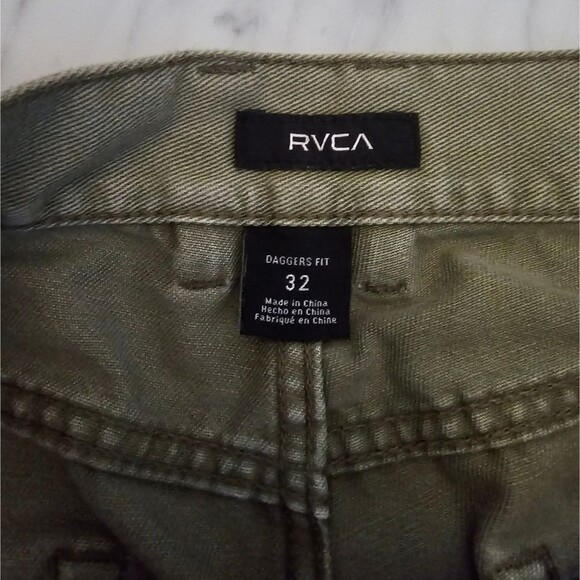 RVCA
DAGGERS FIT
32
Made in China
Hecho en China
Fabriqué en Chine